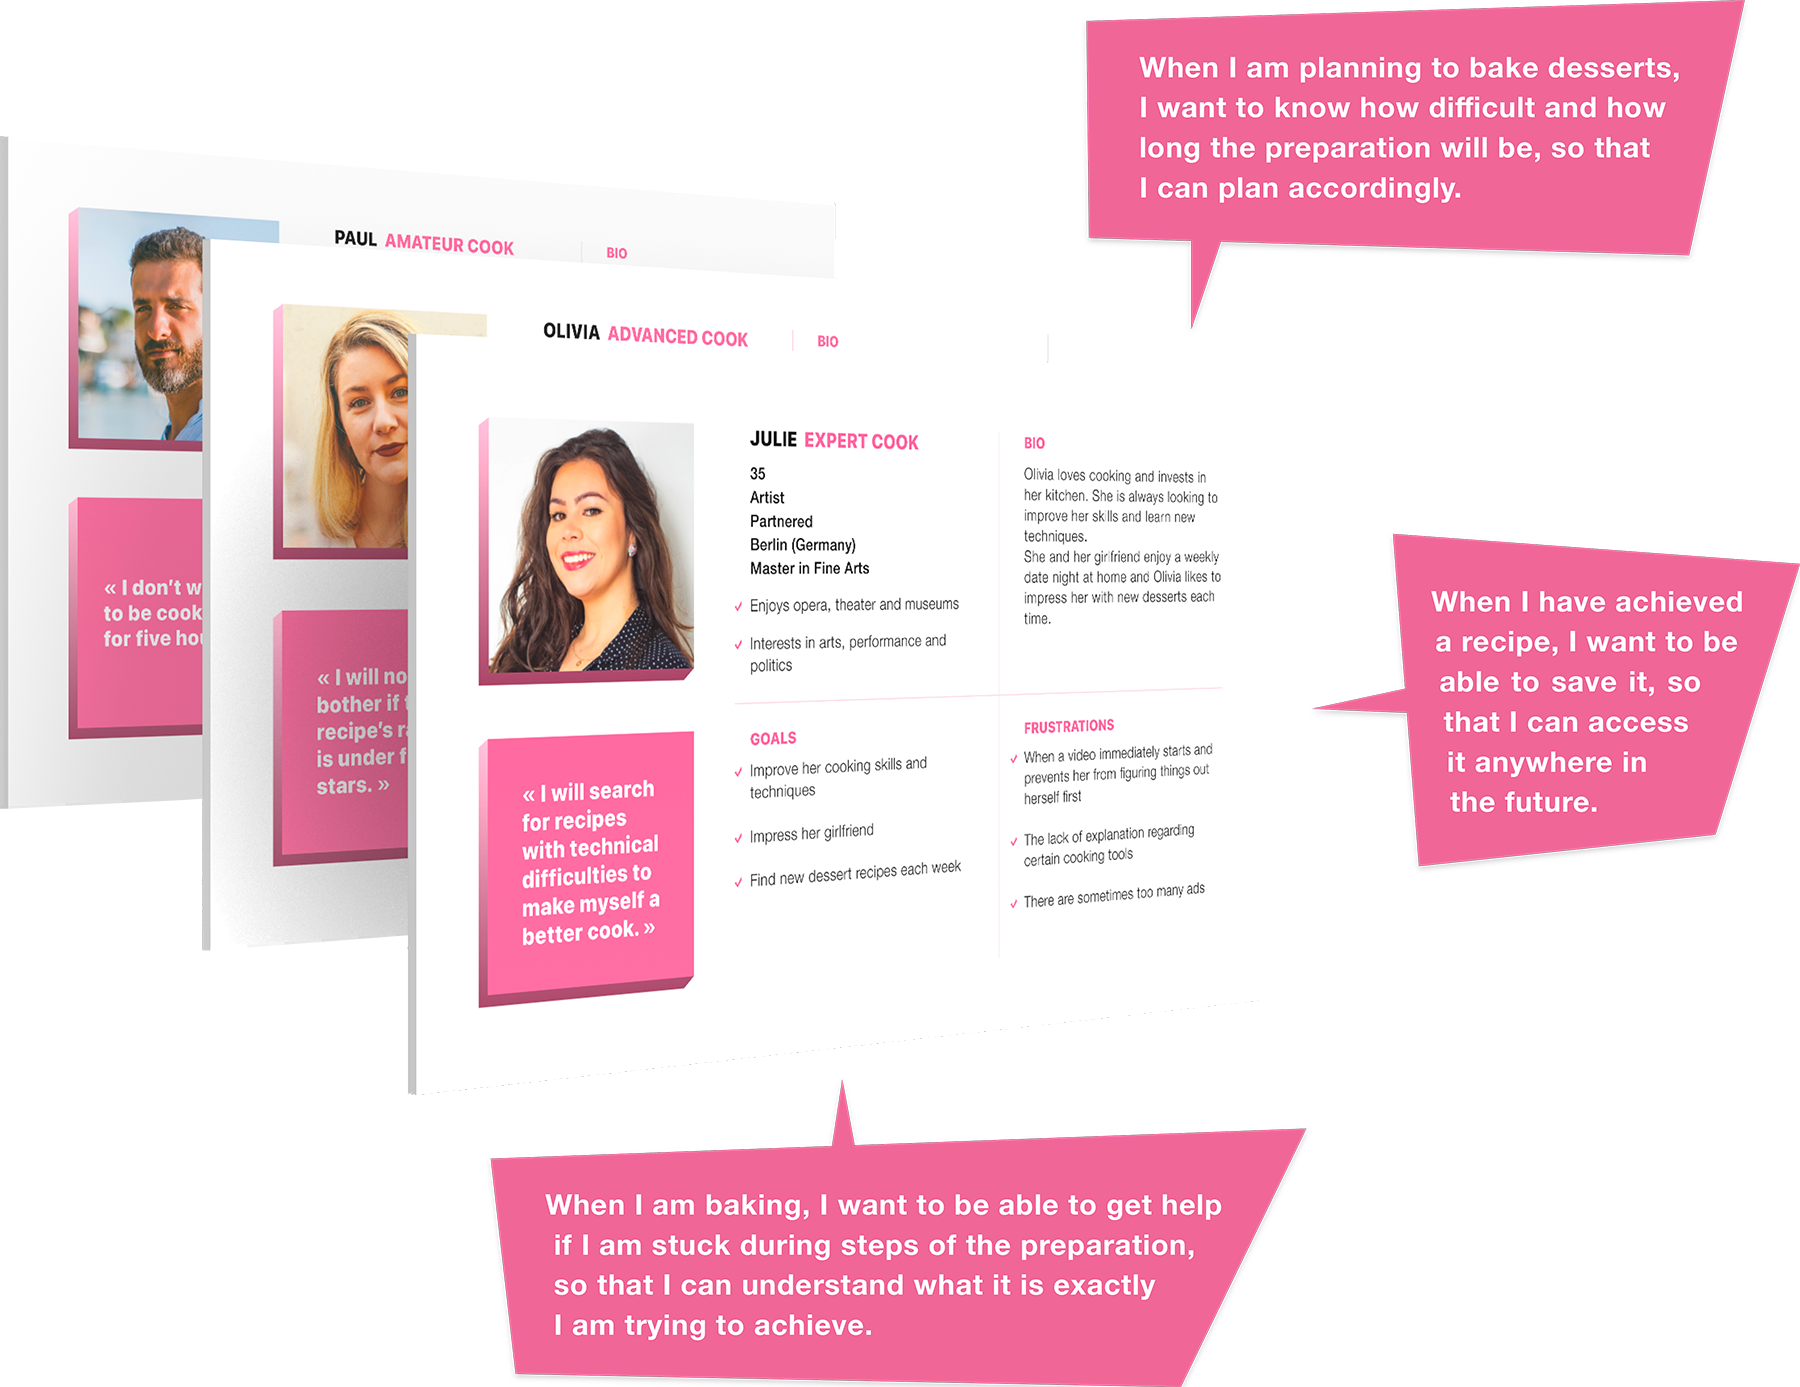 When I am planning to bake desserts,
I want to know how difficult and how
long the preparation will be, so that
I can plan accordingly.
PAUL AMATEUR COOK
BIO
« I don't
to be
for five
OLIVIA ADVANCED COOK
BIO
« I will
bother if
recipe's
is under
stars. »
JULIE EXPERT COOK
35
Artist
Partnered
Berlin (Germany)
Master in Fine Arts
Enjoys opera, theater and museums
Interests in arts, performance and
politics
BIO
Olivia loves cooking and invests in
her kitchen. She is always looking to
improve her skills and learn new
techniques.
She and her girlfriend enjoy a weekly
date night at home and Olivia likes to
impress her with new desserts each
time.
« I will search
for recipes
with technical
difficulties to
make myself a
better cook. »
GOALS
Improve her cooking skills and
techniques
Impress her girlfriend
Find new dessert recipes each week
FRUSTRATIONS
When a video immediately starts and
prevents her from figuring things out
herself first
The lack of explanation regarding
certain cooking tools
There are sometimes too many ads
When I have achieved
a recipe, I want to be
able to save it, so
that I can access
it anywhere in
the future.
When I am baking, I want to be able to get help
if I am stuck during steps of the preparation,
so that I can understand what it is exactly
I am trying to achieve.